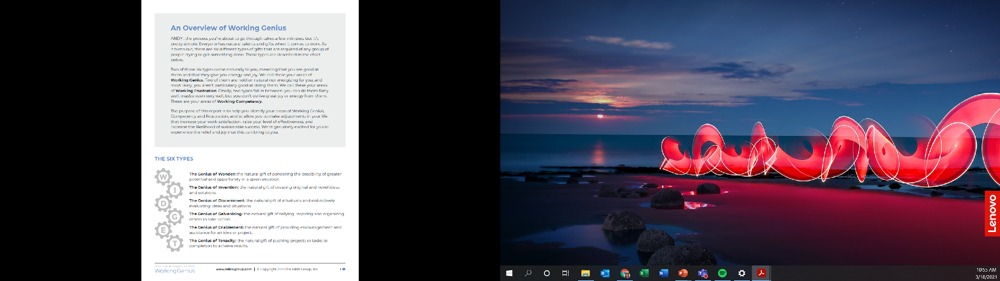 An Overview of Working Genius
ANDY , the process you're about to go through takes a few minutes, but it's
pretty simple. Everyone has natural talents and gifts when it comes to work. As
it turns out, there are six different types of gifts that are required of any group of
people trying to get something done. Those types are described in the chart
below.
Two of those six types come naturally to you, meaning that you are good at
them and that they give you energy and joy. We call these your areas of
Working Genius. Two of them are neither natural nor energizing for you, and
most likely, you aren't particularly good at doing them. We call these your areas
of Working Frustration. Finally, two types fall in between; you can do them fairly
well, maybe even very well, but you don't derive great joy or energy from them.
These are your areas of Working Competency.
The purpose of this report is to help you identify your areas of Working Genius,
Competency and Frustration, and to allow you to make adjustments in your life
that increase your work satisfaction, raise your level of effectiveness, and
increase the likelihood of sustainable success. We're genuinely excited for you to
experience the relief and joy that this can bring to you.
THE SIX TYPES
W
The Genius of Wonder: the natural gift of pondering the possibility of greater
potential and opportunity in a given situation.
I
The Genius of Invention: the natural gift of creating original and novel ideas
and solutions.
D
The Genius of Discernment: the natural gift of intuitively and instinctively
evaluating ideas and situations.
G
The Genius of Galvanizing: the natural gift of rallying, inspiring and organizing
others to take action.
E
The Genius of Enablement: the natural gift of providing encouragement and
assistance for an idea or project.
T
The Genius of Tenacity: the natural gift of pushing projects or tasks to
completion to achieve results.
THE 6 TYPES OF
Working Genius
www.tablegroup.com | © Copyright 2021 The Table Group, Inc
1
Lenovo
10:55 AM
3/18/2021